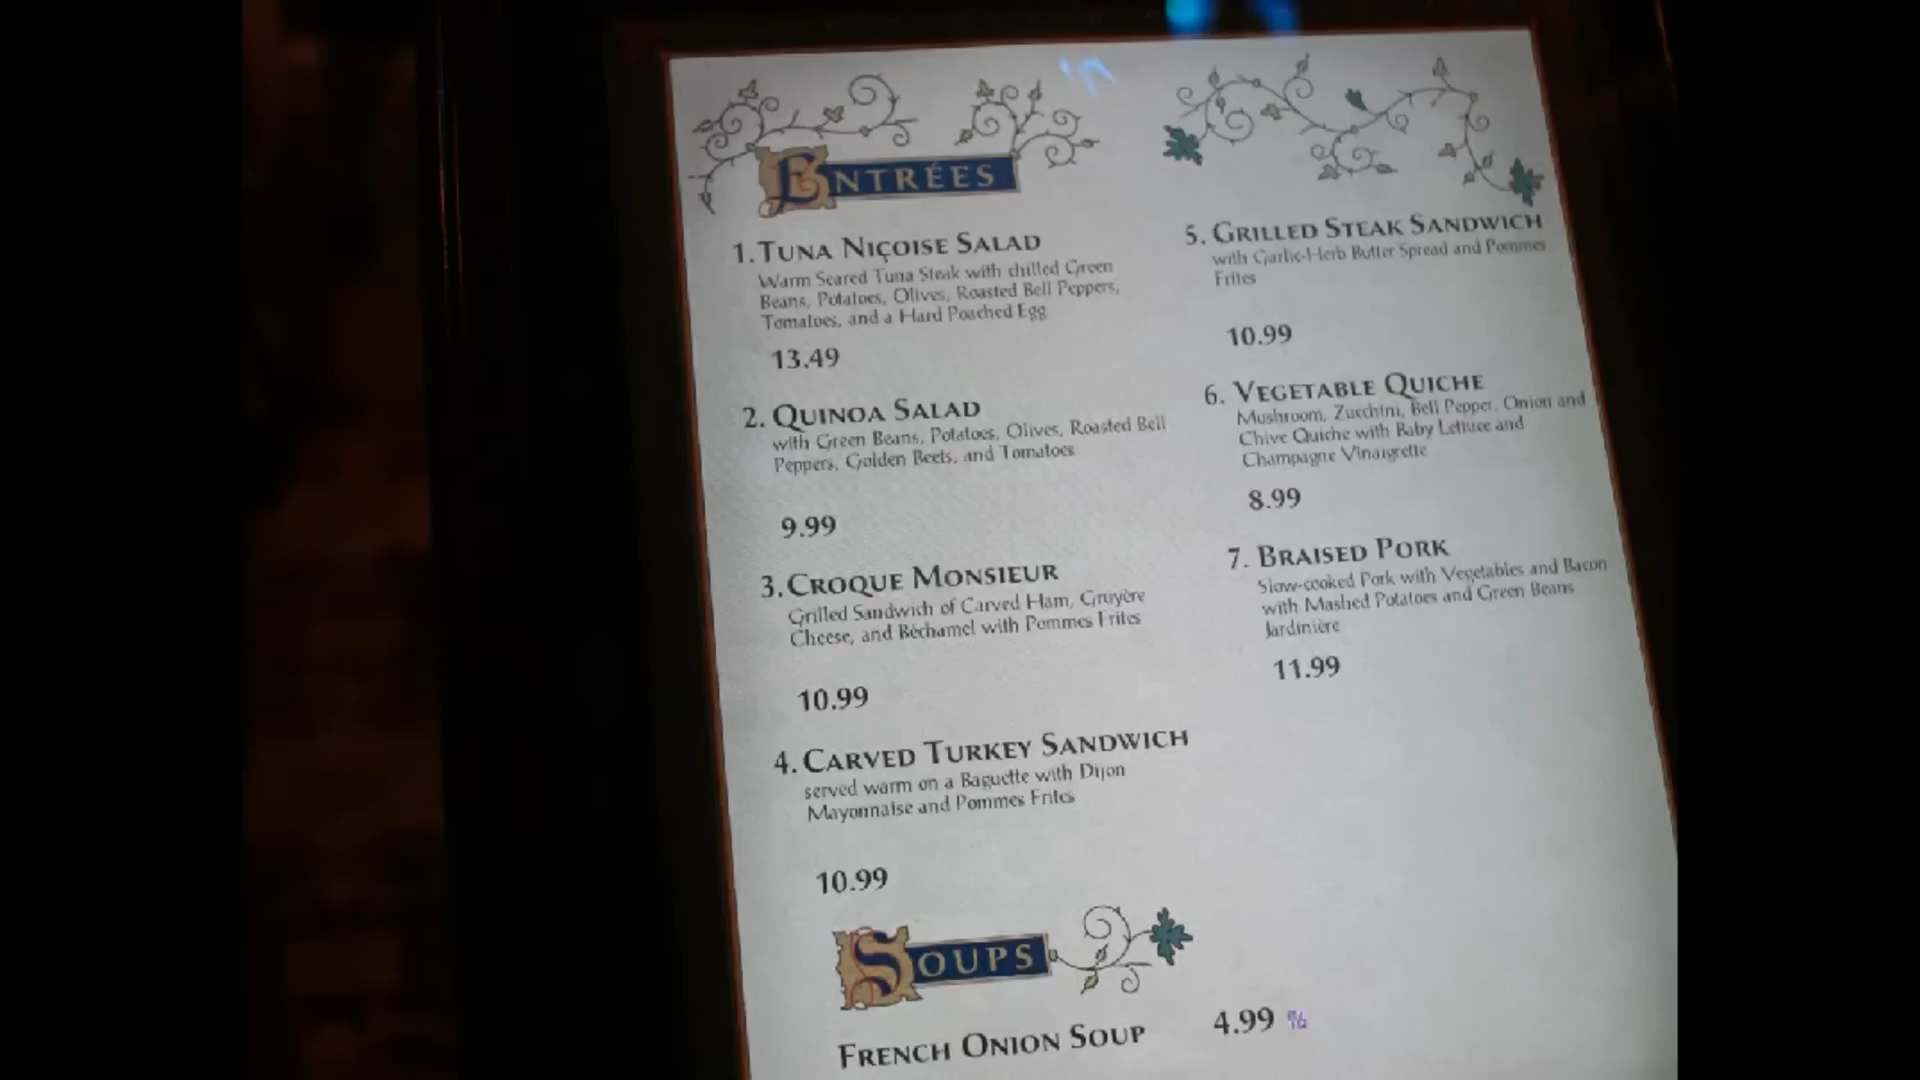 ENTRÉES
1. TUNA NIÇOISE SALAD
Warm Seared Tuna Steak with chilled Green
Beans, Potatoes, Olives, Roasted Bell Peppers,
Tomatoes, and a Hard Poached Egg
13.49
2. QUINOA SALAD
with Green Beans, Potatoes, Olives, Roasted Bell
Peppers, Golden Beets, and Tomatoes
9.99
3. CROQUE MONSIEUR
Grilled Sandwich of Carved Ham, Gruyère
Cheese, and Béchamel with Pommes Frites
10.99
4. CARVED TURKEY SANDWICH
served warm on a Baguette with Dijon
Mayonnaise and Pommes Frites
10.99
5. GRILLED STEAK SANDWICH
with Garlic-Herb Butter Spread and Pommes
Frites
10.99
6. VEGETABLE QUICHE
Mushroom, Zucchini, Bell Pepper, Onion and
Chive Quiche with Baby Lettuce and
Champagne Vinaigrette
8.99
7. BRAISED PORK
Slow-cooked Pork with Vegetables and Bacon
with Mashed Potatoes and Green Beans
Jardinière
11.99
SOUPS
FRENCH ONION SOUP 4.99